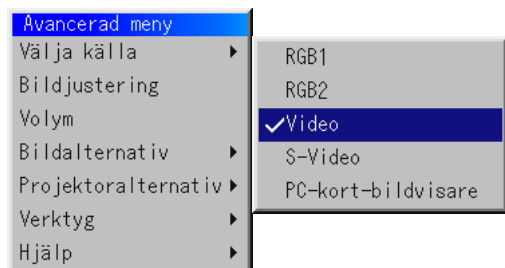 Avancerad meny
Välja källa
Bildjustering
Volym
Bildalternativ
Projektoralternativ
Verktyg
Hjälp
RGB1
RGB2
Video
S-Video
PC-kort-bildvisare